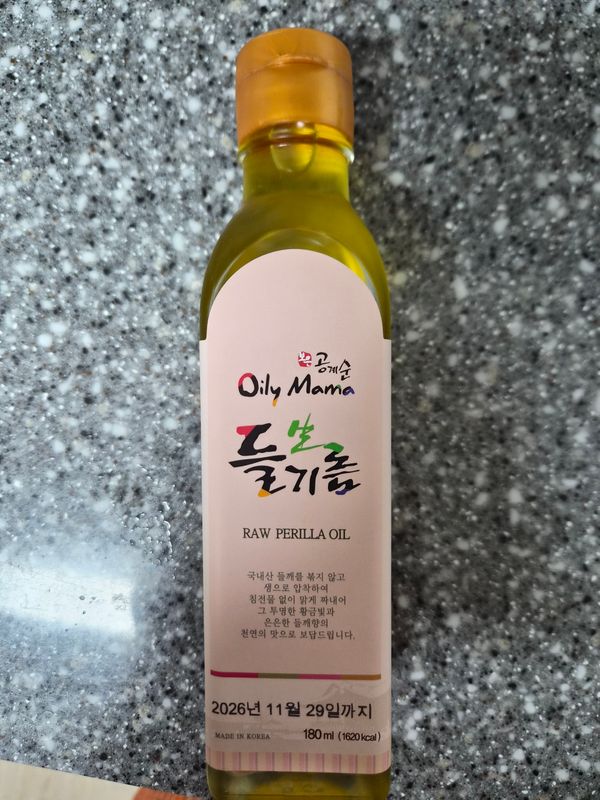 공계순
Oily Mama
生
들기름
RAW PERILLA OIL
국내산 들깨를 볶지 않고
생으로 압착하여
침전물 없이 맑게 짜내어
그 투명한 황금빛과
은은한 들깨향의
천연의 맛으로 보답드립니다.
2026년 11월 29일까지
MADE IN KOREA 180㎖ (1620kcal)